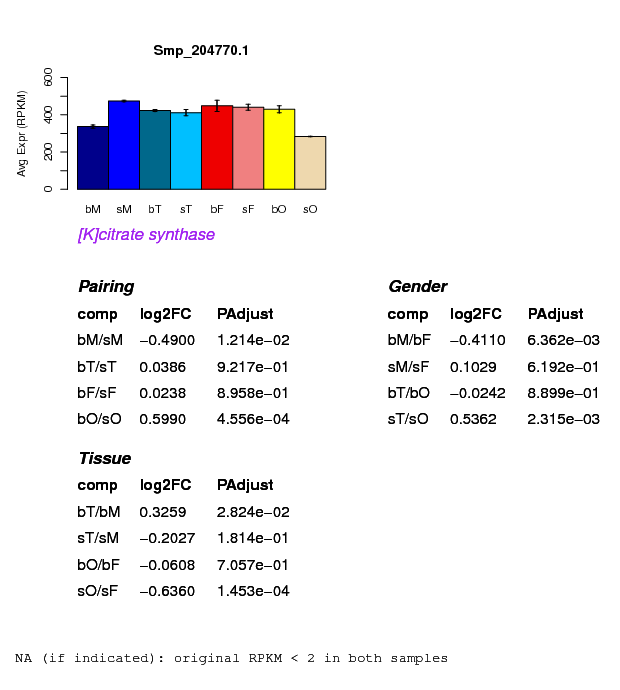 Smp_204770.1
Avg Expr (RPKM)
600
400
200
0
bM sM bT sT bF sF bO sO
[K]citrate synthase
Pairing
comp log2FC PAdjust
bM/sM −0.4900 1.214e−02
bT/sT 0.0386 9.217e−01
bF/sF 0.0238 8.958e−01
bO/sO 0.5990 4.556e−04
Gender
comp log2FC PAdjust
bM/bF −0.4110 6.362e−03
sM/sF 0.1029 6.192e−01
bT/bO −0.0242 8.899e−01
sT/sO 0.5362 2.315e−03
Tissue
comp log2FC PAdjust
bT/bM 0.3259 2.824e−02
sT/sM −0.2027 1.814e−01
bO/bF −0.0608 7.057e−01
sO/sF −0.6360 1.453e−04
NA (if indicated): original RPKM < 2 in both samples